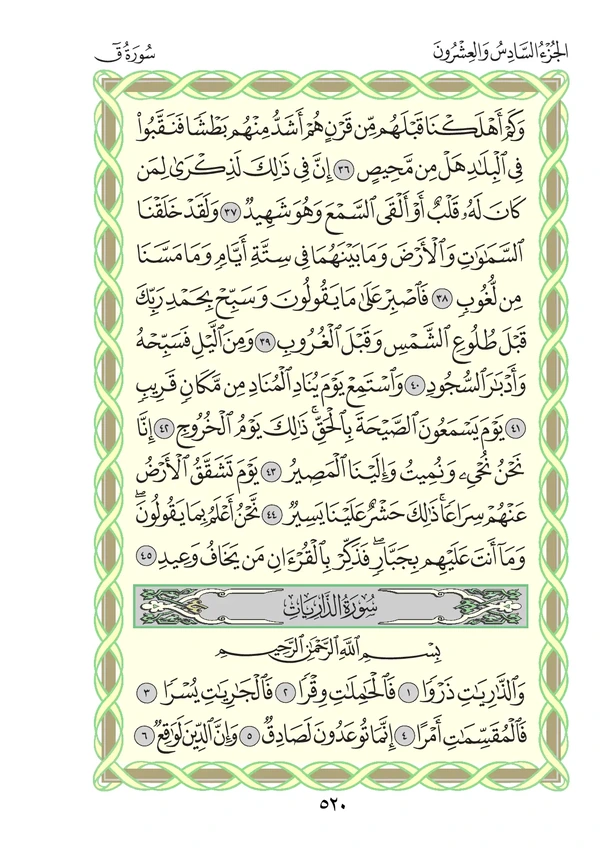 الجُزْءُ السَّادِسُ وَالعِشْرُونَ
سُورَةُ قٓ
وَكَمْ أَهْلَكْنَا قَبْلَهُم مِّن قَرْنٍ هُمْ أَشَدُّ مِنْهُم بَطْشًا فَنَقَّبُوا۟
فِى ٱلْبِلَٰدِ هَلْ مِن مَّحِيصٍ ٣٦ إِنَّ فِى ذَٰلِكَ لَذِكْرَىٰ لِمَن
كَانَ لَهُۥ قَلْبٌ أَوْ أَلْقَى ٱلسَّمْعَ وَهُوَ شَهِيدٌ ٣٧ وَلَقَدْ خَلَقْنَا
ٱلسَّمَٰوَٰتِ وَٱلْأَرْضَ وَمَا بَيْنَهُمَا فِى سِتَّةِ أَيَّامٍ وَمَا مَسَّنَا
مِن لُّغُوبٍ ٣٨ فَٱصْبِرْ عَلَىٰ مَا يَقُولُونَ وَسَبِّحْ بِحَمْدِ رَبِّكَ
قَبْلَ طُلُوعِ ٱلشَّمْسِ وَقَبْلَ ٱلْغُرُوبِ ٣٩ وَمِنَ ٱلَّيْلِ فَسَبِّحْهُ
وَأَدْبَٰرَ ٱلسُّجُودِ ٤٠ وَٱسْتَمِعْ يَوْمَ يُنَادِ ٱلْمُنَادِ مِن مَّكَانٍ قَرِيبٍ
٤١ يَوْمَ يَسْمَعُونَ ٱلصَّيْحَةَ بِٱلْحَقِّ ۚ ذَٰلِكَ يَوْمُ ٱلْخُرُوجِ ٤٢ إِنَّا
نَحْنُ نُحْىِۦ وَنُمِيتُ وَإِلَيْنَا ٱلْمَصِيرُ ٤٣ يَوْمَ تَشَقَّقُ ٱلْأَرْضُ
عَنْهُمْ سِرَاعًا ۚ ذَٰلِكَ حَشْرٌ عَلَيْنَا يَسِيرٌ ٤٤ نَّحْنُ أَعْلَمُ بِمَا يَقُولُونَ ۖ
وَمَآ أَنتَ عَلَيْهِم بِجَبَّارٍ ۖ فَذَكِّرْ بِٱلْقُرْءَانِ مَن يَخَافُ وَعِيدِ ٤٥
سُورَةُ الذَّارِيَاتِ
بِسْمِ ٱللَّهِ ٱلرَّحْمَٰنِ ٱلرَّحِيمِ
وَٱلذَّٰرِيَٰتِ ذَرْوًا ١ فَٱلْحَٰمِلَٰتِ وِقْرًا ٢ فَٱلْجَٰرِيَٰتِ يُسْرًا ٣
فَٱلْمُقَسِّمَٰتِ أَمْرًا ٤ إِنَّمَا تُوعَدُونَ لَصَادِقٌ ٥ وَإِنَّ ٱلدِّينَ لَوَٰقِعٌ ٦
٥٢٠